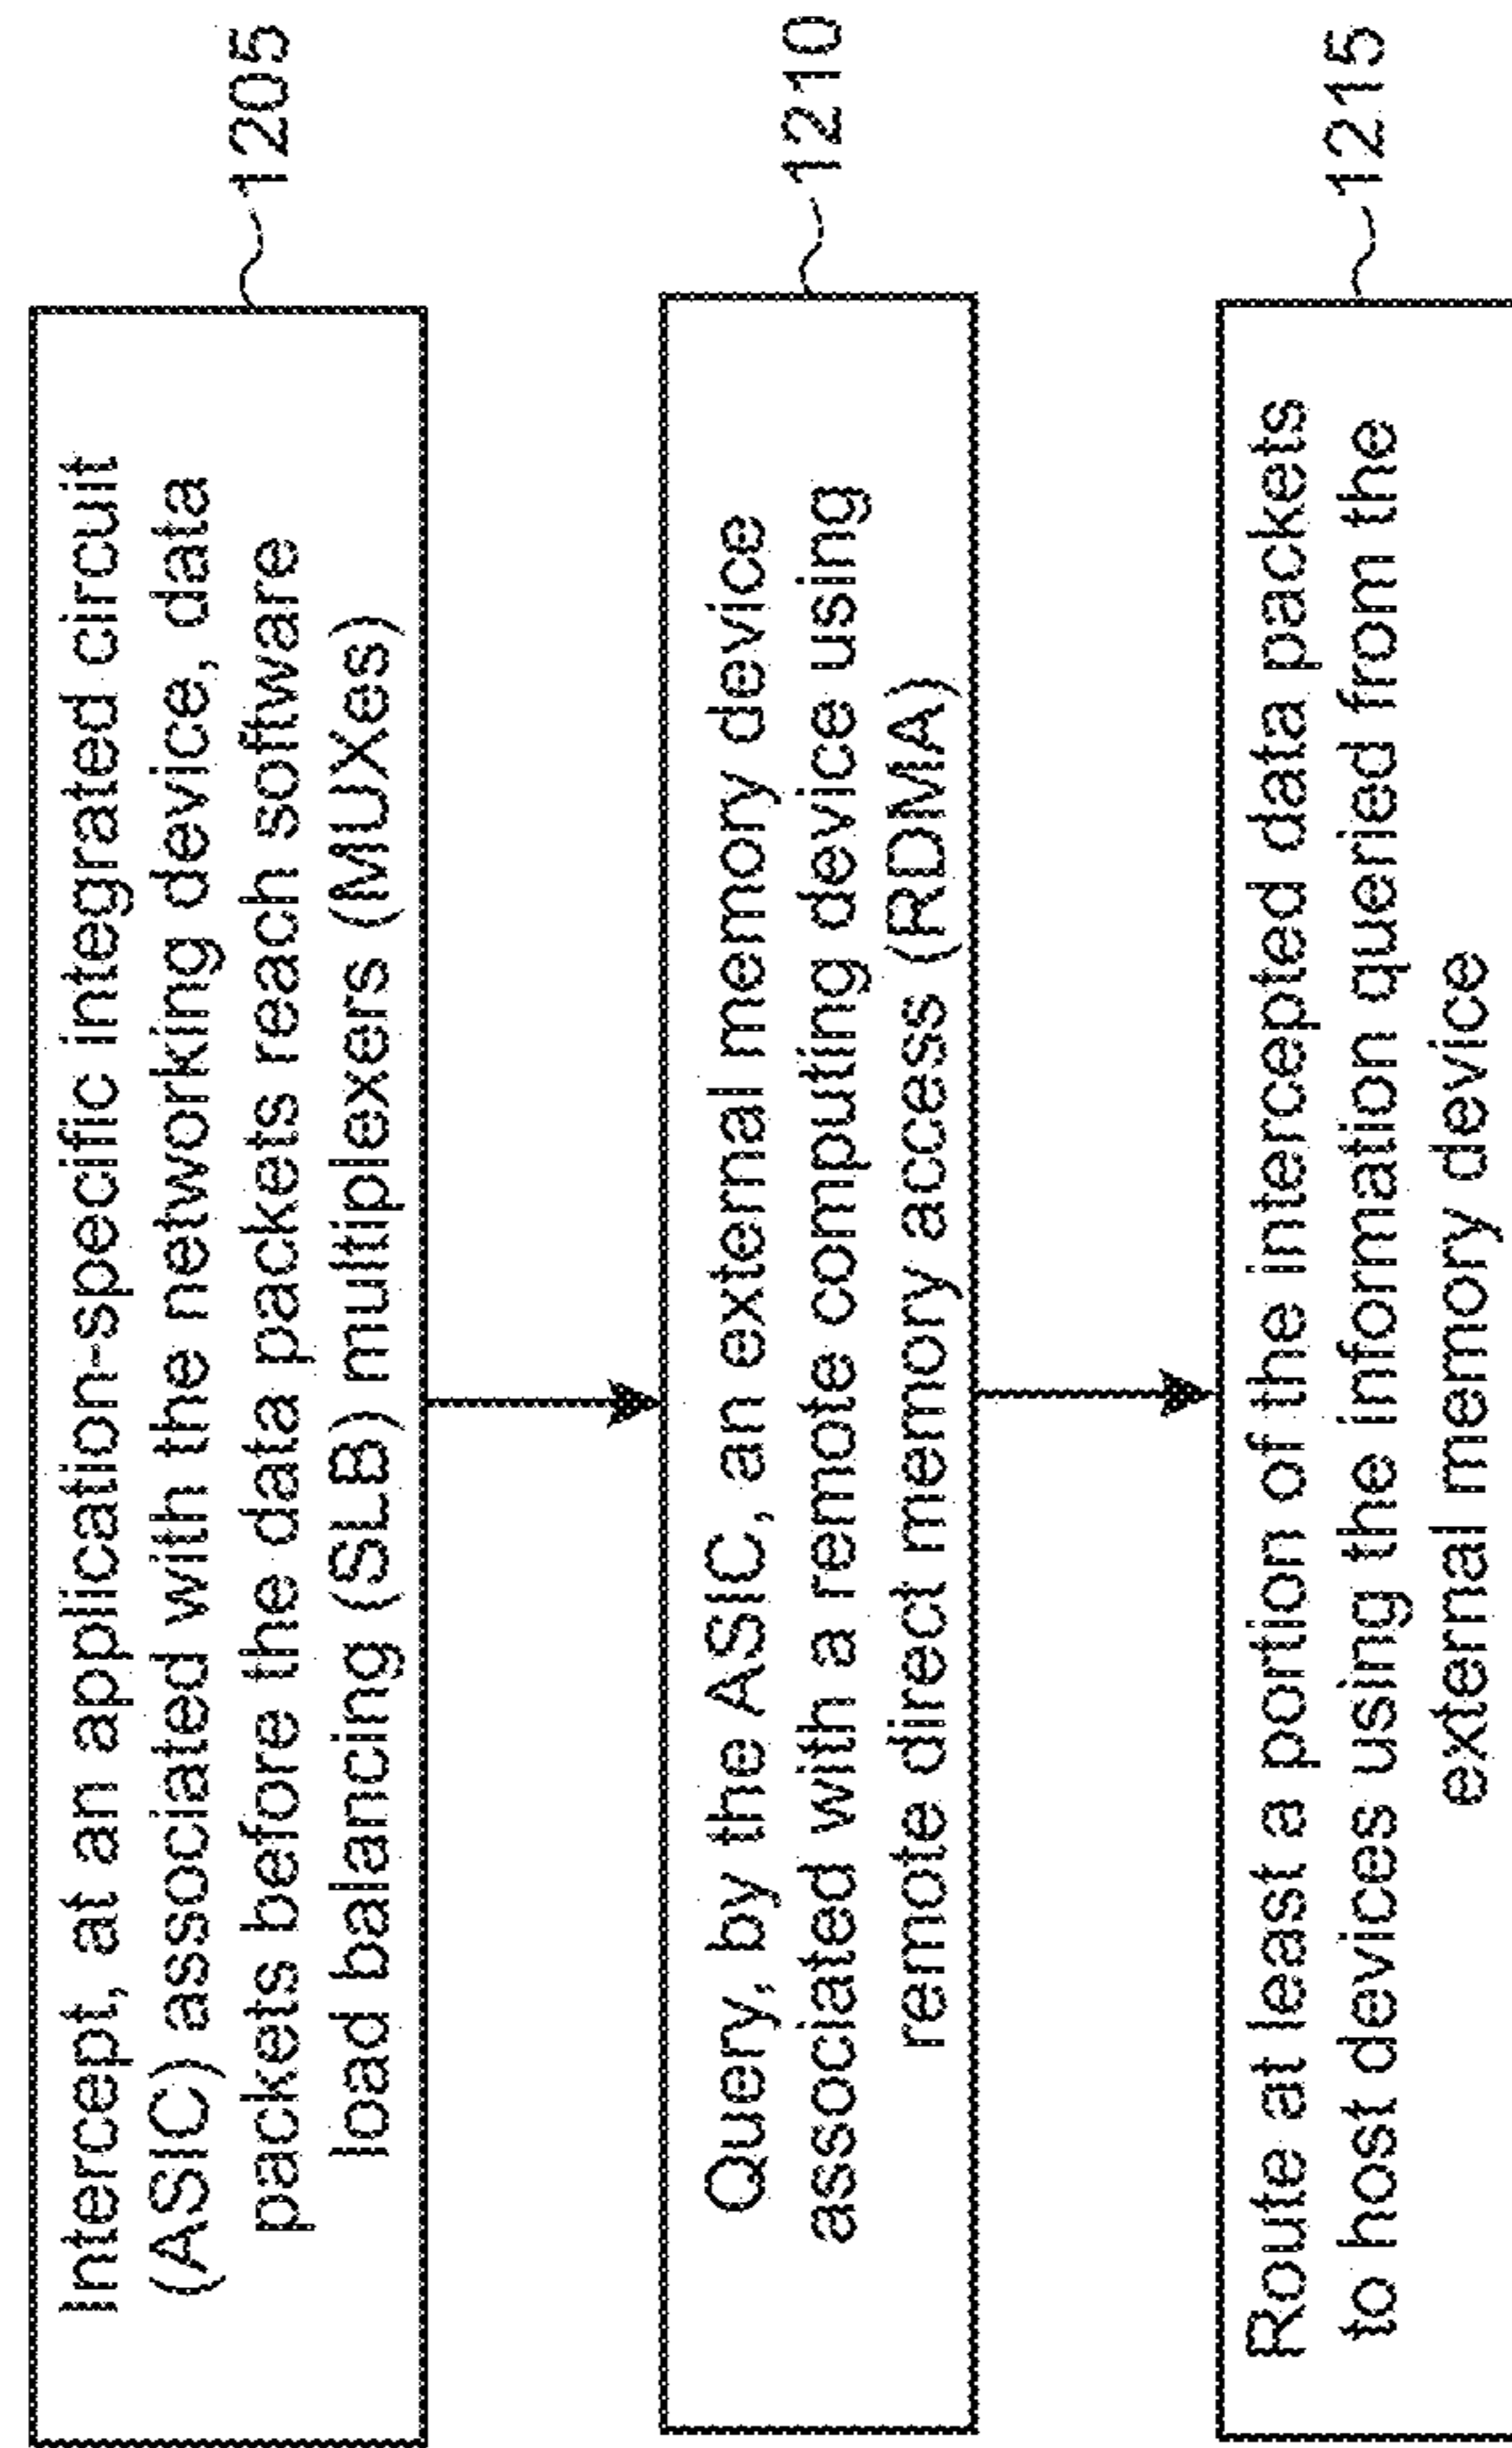 Intercept, at an application-specific integrated circuit
(ASIC) associated with the networking device, data
packets before the data packets reach software
load balancing (SLB) multiplexers (MUXes)
1205
Query, by the ASIC, an external memory device
associated with a remote computing device using
remote direct memory access (RDMA)
1210
Route at least a portion of the intercepted data packets
to host devices using the information queried from the
external memory device
1215